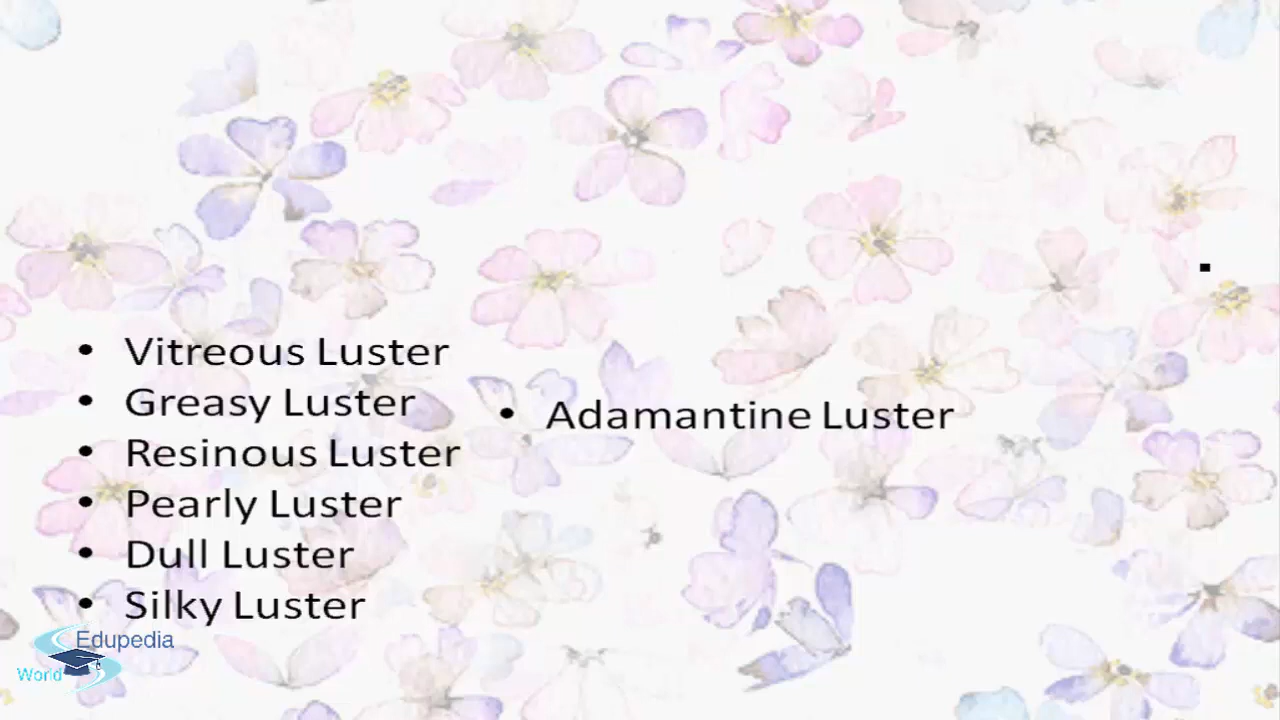 • Vitreous Luster
• Greasy Luster
• Resinous Luster
• Pearly Luster
• Dull Luster
• Silky Luster
• Adamantine Luster
▪
Edupedia
World